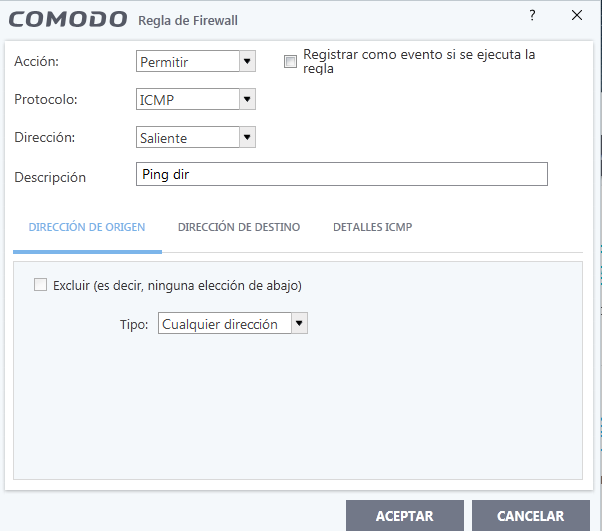 COMODO Regla de Firewall ?
Acción: Permitir
Registrar como evento si se ejecuta la
regla
Protocolo: ICMP
Dirección: Saliente
Descripción Ping dir
DIRECCIÓN DE ORIGEN DIRECCIÓN DE DESTINO DETALLES ICMP
Excluir (es decir, ninguna elección de abajo)
Tipo: Cualquier dirección
ACEPTAR CANCELAR